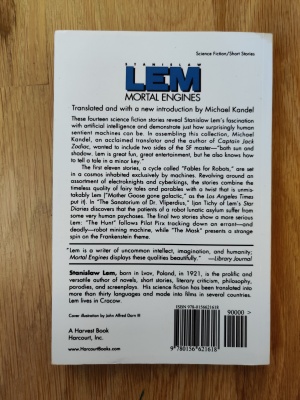 Science Fiction/Short Stories
STANISLAW
LEM
MORTAL ENGINES
Translated and with a new introduction by Michael Kandel
These fourteen science fiction stories reveal Stanislaw Lem's fascination
with artificial intelligence and demonstrate just how surprisingly human
sentient machines can be. In assembling this collection, Michael
Kandel, an acclaimed translator and the author of Captain Jack
Zodiac, wanted to include two sides of the SF master—"both sun and
shadow. Lem is great fun, great entertainment, but he also knows how
to tell a tale in a minor key."
The first eleven stories, a cycle called "Fables for Robots," are set
in a cosmos inhabited exclusively by machines. Revolving around an
assortment of electroknights and cyberkings, the stories combine the
timeless quality of fairy tales and parables with a twist that is unmis-
takably Lem ("Mother Goose gone galactic," as the Los Angeles Times
put it). In "The Sanatorium of Dr. Vliperdius," Ijon Tichy of Lem's Star
Diaries discovers that the patients of a robot lunatic asylum suffer from
some very human psychoses. The final two stories show a more serious
Lem: "The Hunt" follows Pilot Pirx tracking down an errant—and
deadly—robot mining machine, while "The Mask" presents a strange
spin on the Frankenstein theme.
"Lem is a writer of uncommon intellect, imagination, and humanity;
Mortal Engines displays these qualities beautifully." —Library Journal
Stanislaw Lem, born in Lvov, Poland, in 1921, is the prolific and
versatile author of novels, short stories, literary criticism, philosophy,
parodies, and screenplays. His science fiction has been translated into
more than thirty languages and made into films in several countries.
Lem lives in Cracow.
Cover illustration by John Alfred Dorn III
ISBN 978-0156621618
90000 >
A Harvest Book
Harcourt, Inc.
www.HarcourtBooks.com
9 780156 621618